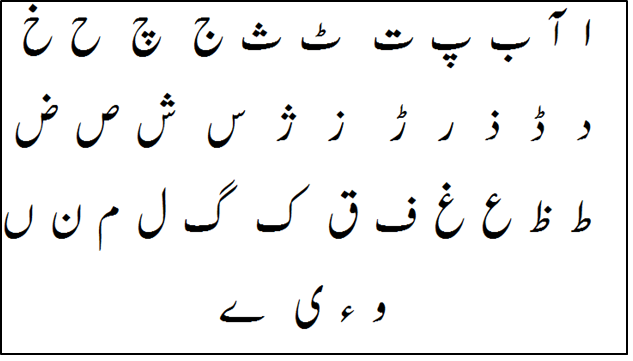 ا آ ب پ ت ٹ ث ج چ ح خ
د ڈ ذ ر ڑ ز ژ س ش ص ض
ط ظ ع غ ف ق ک گ ل م ن ں
و ء ی ے